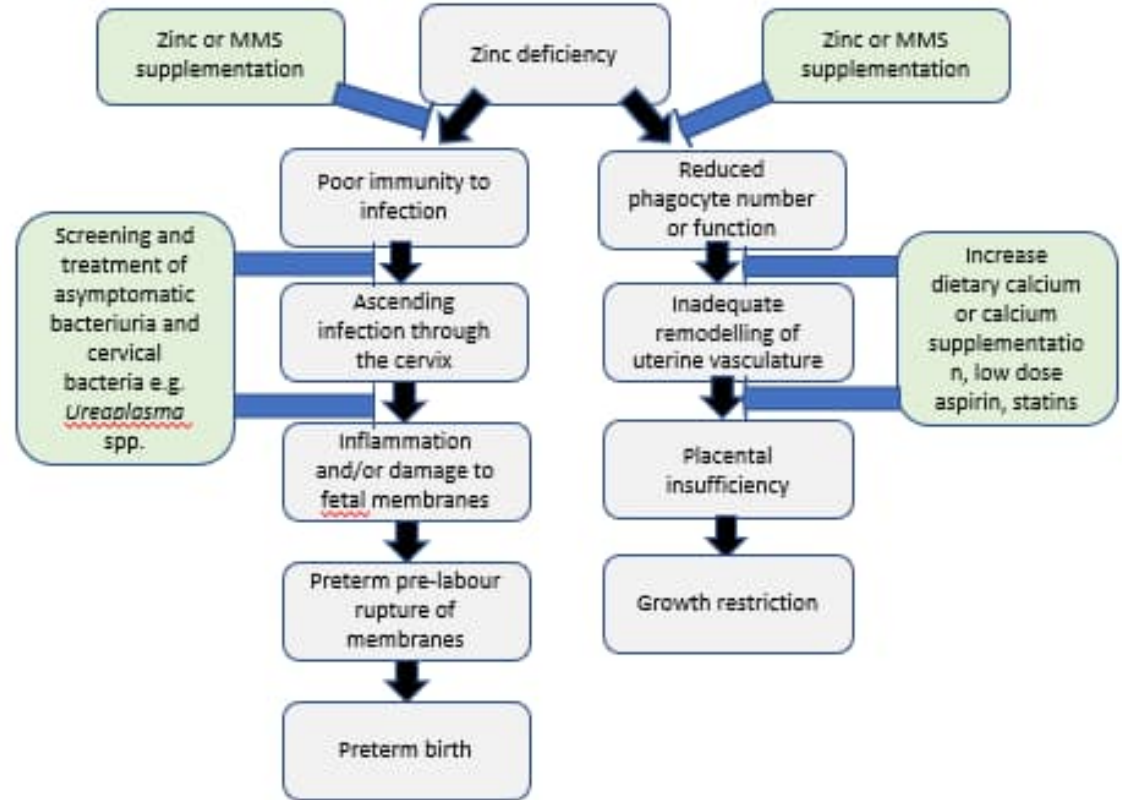 Zinc or MMS
supplementation
Zinc deficiency
Zinc or MMS
supplementation
Poor immunity to
infection
Reduced
phagocyte number
or function
Screening and
treatment of
asymptomatic
bacteriuria and
cervical
bacteria e.g.
Ureaplasma
spp.
Ascending
infection through
the cervix
Inadequate
remodelling of
uterine vasculature
Increase
dietary calcium
or calcium
supplementatio
n, low dose
aspirin, statins
Inflammation
and/or damage to
fetal membranes
Placental
insufficiency
Preterm pre-labour
rupture of
membranes
Growth restriction
Preterm birth